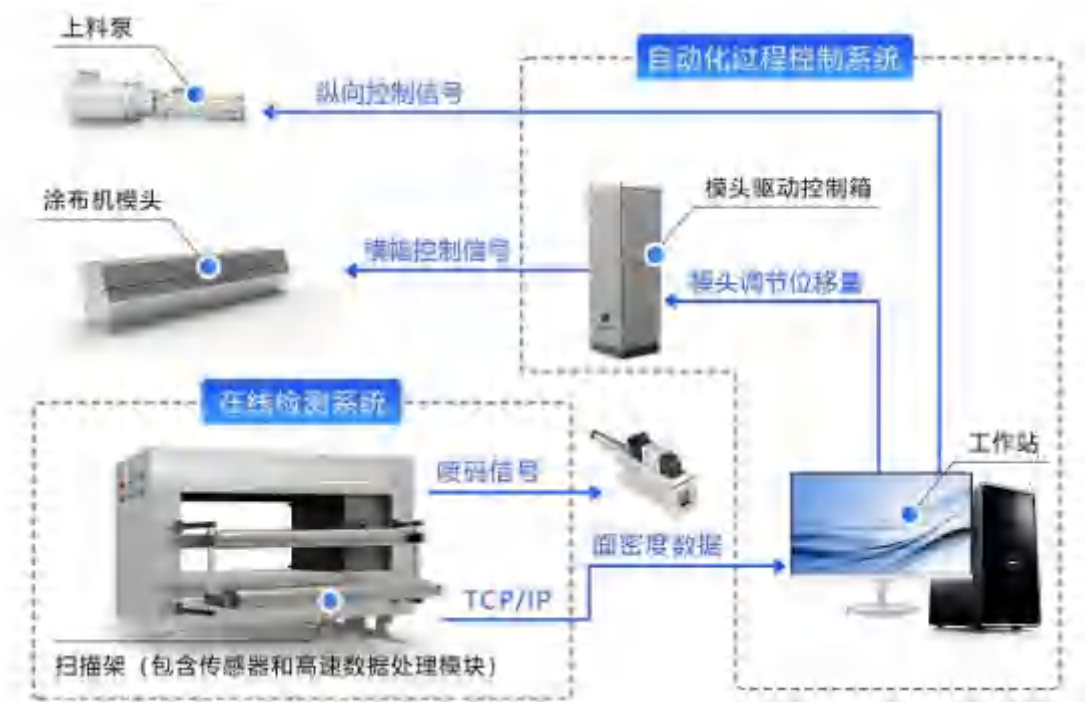 上料泵
自动化过程控制系统
纵向控制信号
涂布机模头
模头驱动控制箱
横幅控制信号
模头调节位移量
在线检测系统
工作站
喷码信号
面密度数据
TCP/IP
扫描架（包含传感器和高速数据处理模块）